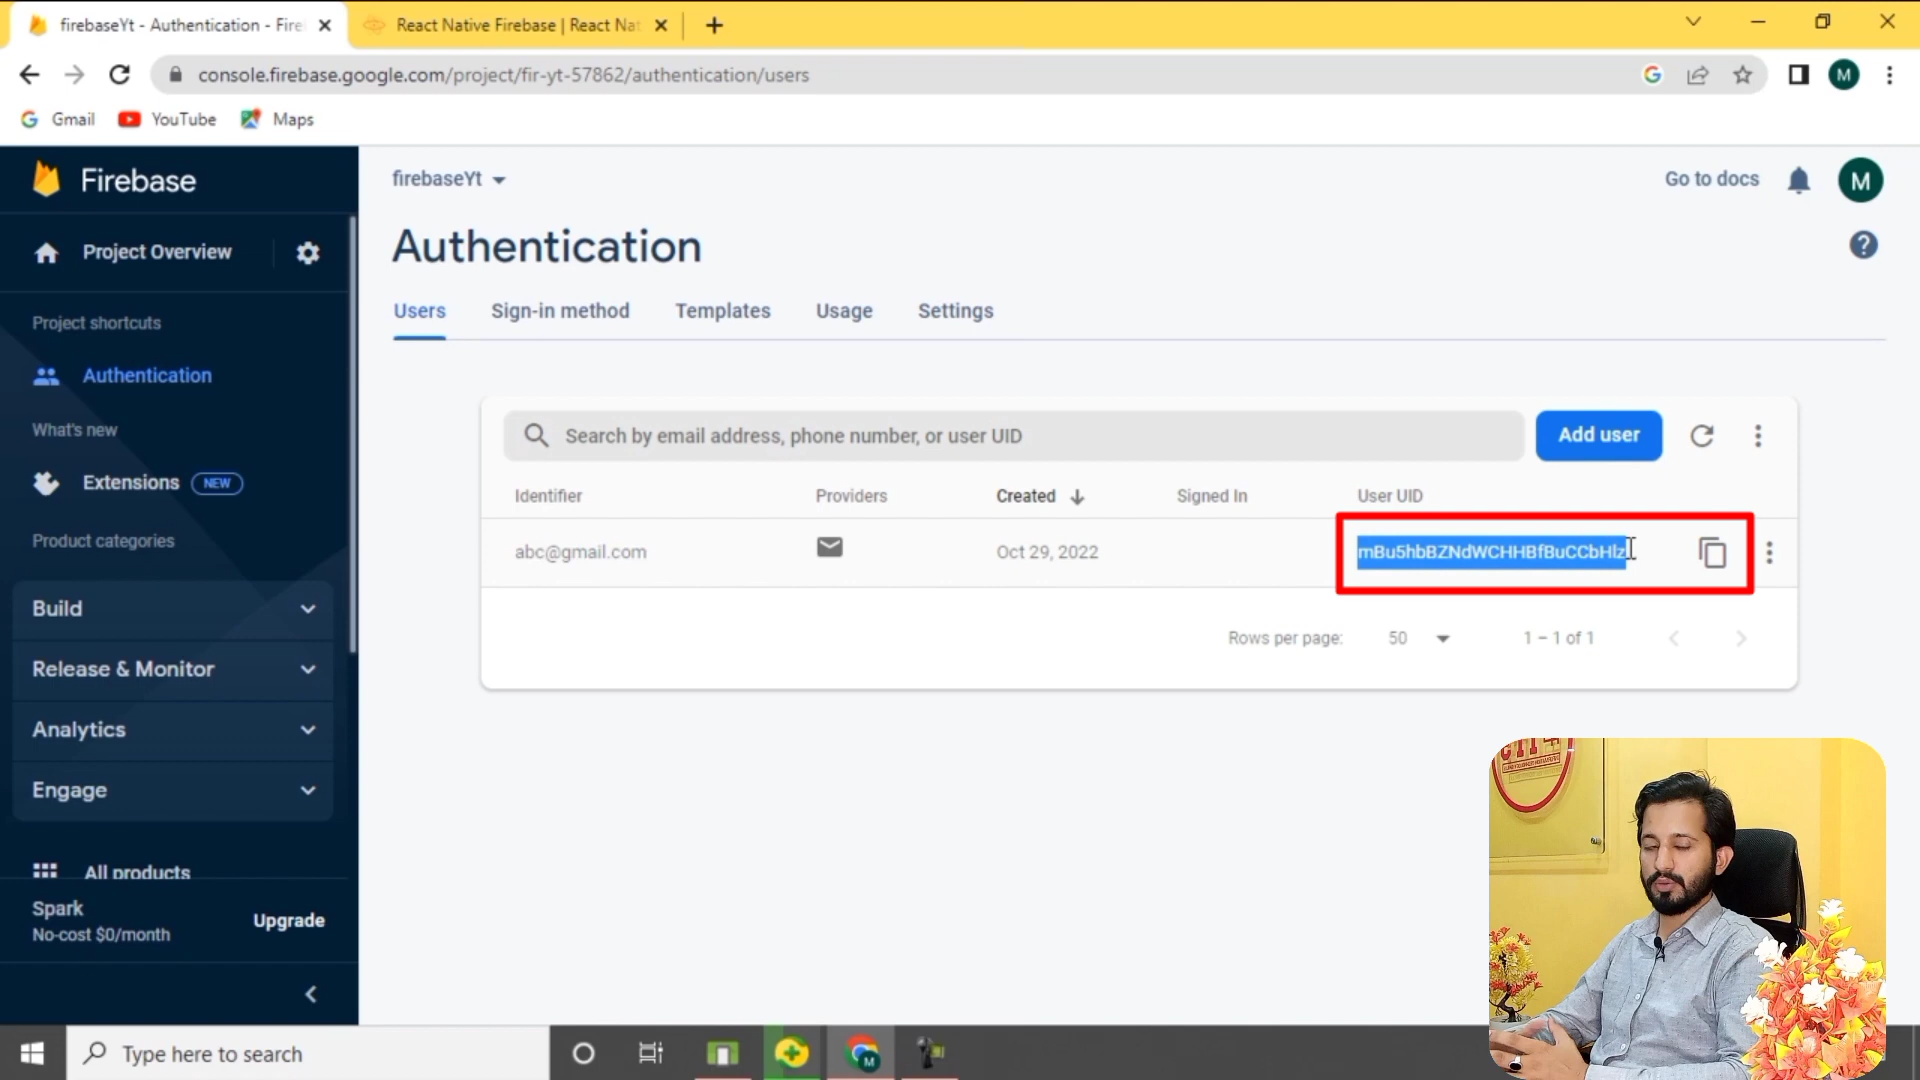 firebaseYt - Authentication - Fire
React Native Firebase | React Nat
console.firebase.google.com/project/fir-yt-57862/authentication/users
G
M
G Gmail
YouTube
Maps
Firebase
firebaseYt
Go to docs
M
Project Overview
Authentication
?
Users
Sign-in method
Templates
Usage
Settings
Project shortcuts
Authentication
What's new
Extensions
NEW
Product categories
Build
Release & Monitor
Analytics
Engage
All products
Spark
No-cost $0/month
Upgrade
Search by email address, phone number, or user UID
Add user
Identifier
Providers
Created
Signed In
User UID
abc@gmail.com
Oct 29, 2022
mBu5hbBZNdWCHHBfBuCCbHlz
Rows per page:
50
1 – 1 of 1
Type here to search
M